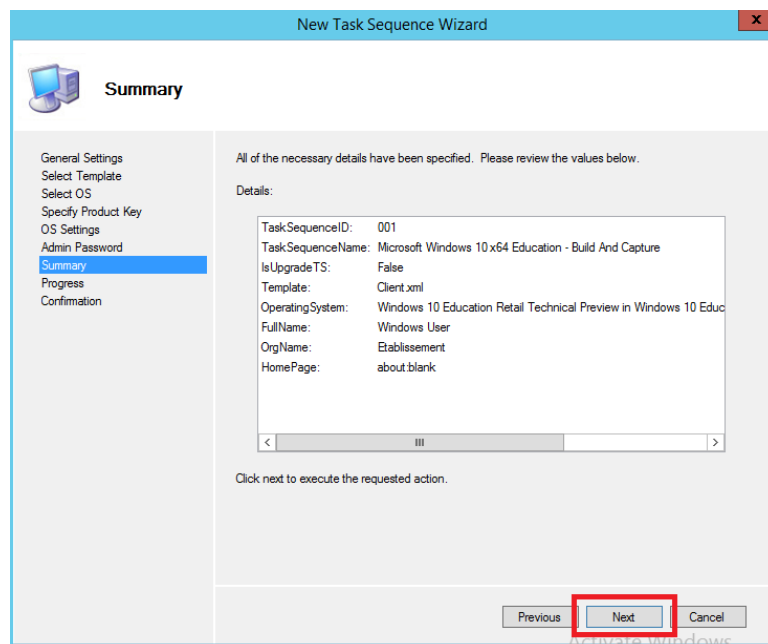 New Task Sequence Wizard
x
Summary
General Settings
Select Template
Select OS
Specify Product Key
OS Settings
Admin Password
Summary
Progress
Confirmation
All of the necessary details have been specified. Please review the values below.
Details:
TaskSequenceID: 001
TaskSequenceName: Microsoft Windows 10 x64 Education - Build And Capture
IsUpgradeTS: False
Template: Client.xml
OperatingSystem: Windows 10 Education Retail Technical Preview in Windows 10 Educ
FullName: Windows User
OrgName: Etablissement
HomePage: about:blank
Click next to execute the requested action.
Previous Next Cancel
Activate Windows